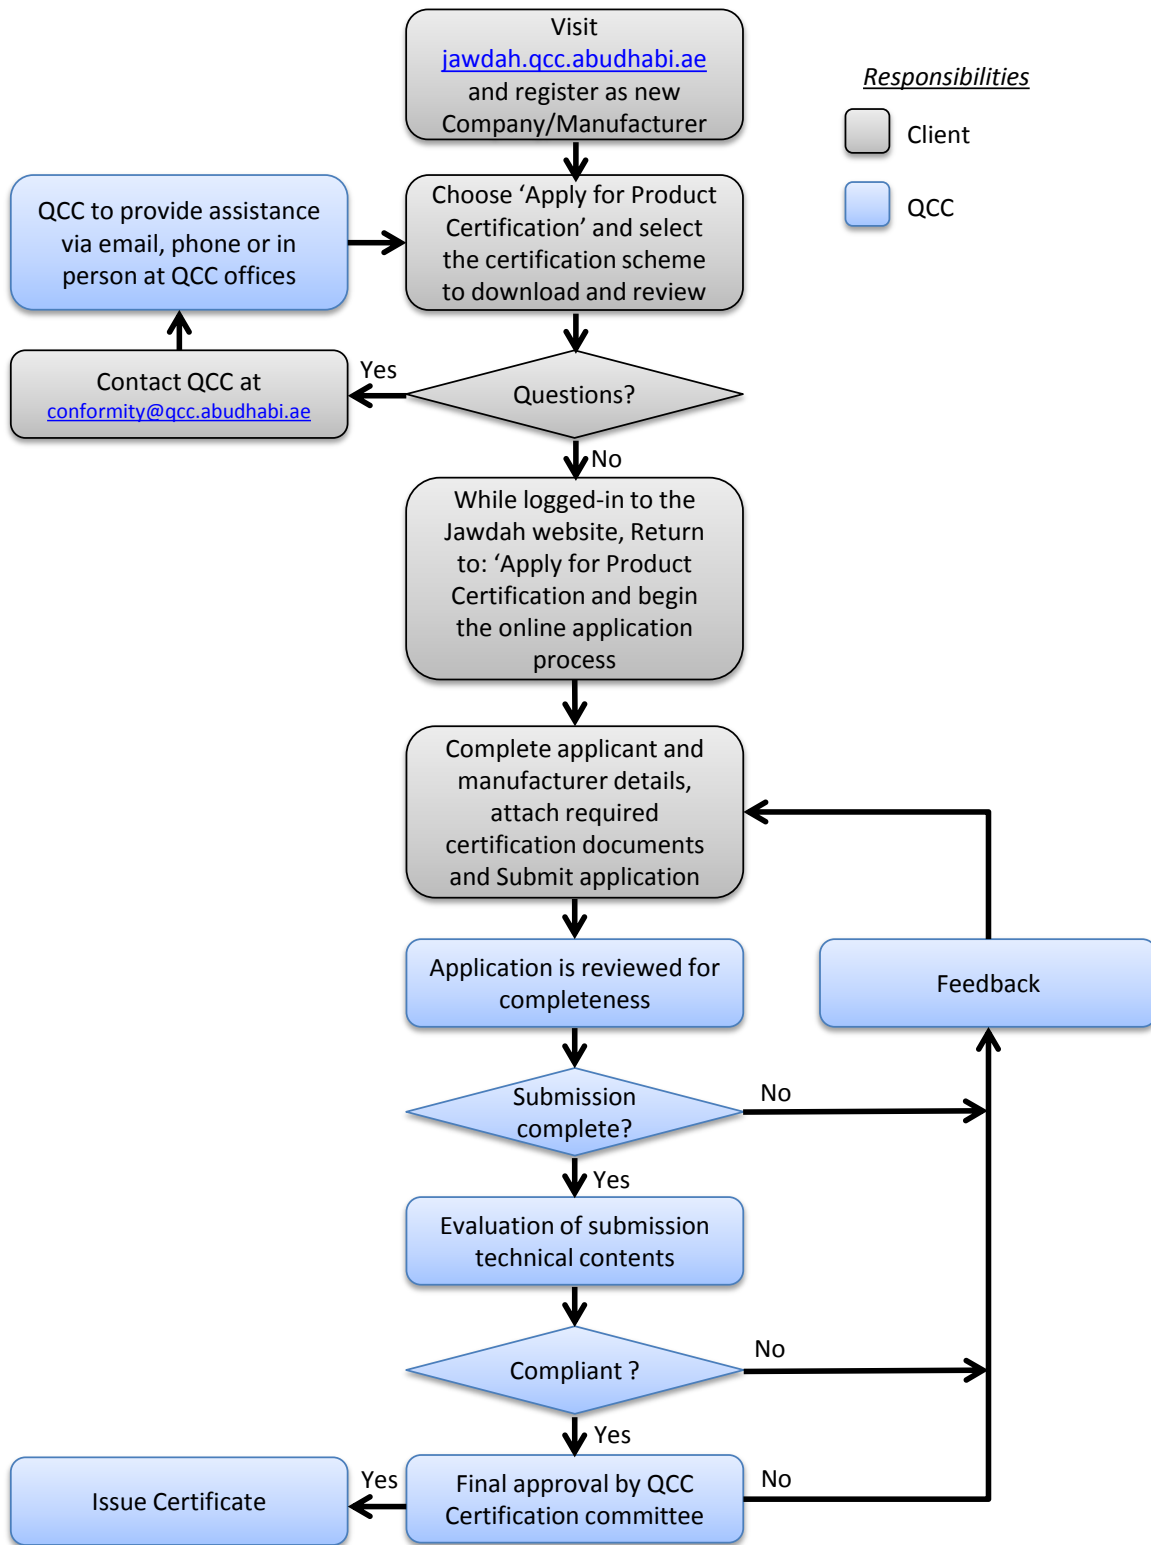 Visit
jawdah.qcc.abudhabi.ae
and register as new
Company/Manufacturer
Responsibilities
Client
QCC
QCC to provide assistance
via email, phone or in
person at QCC offices
Choose ‘Apply for Product
Certification’ and select
the certification scheme
to download and review
Contact QCC at
conformity@qcc.abudhabi.ae
Yes
Questions?
No
While logged-in to the
Jawdah website, Return
to: ‘Apply for Product
Certification and begin
the online application
process
Complete applicant and
manufacturer details,
attach required
certification documents
and Submit application
Application is reviewed for
completeness
Feedback
Submission
complete?
No
Yes
Evaluation of submission
technical contents
Compliant ?
No
Yes
Issue Certificate
Yes
Final approval by QCC
Certification committee
No